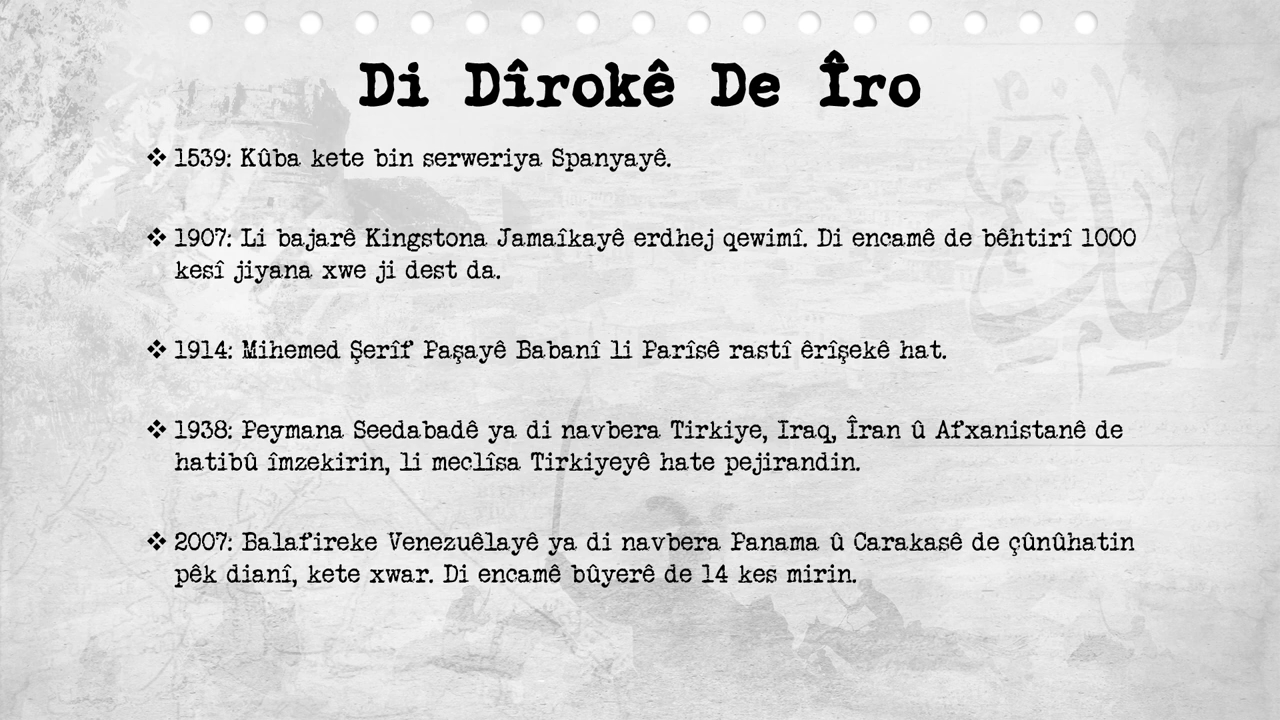 Di Dîrokê De Îro
❖ 1539: Kûba kete bin serweriya Spanyayê.
❖ 1907: Li bajarê Kingstona Jamaîkayê erdhej qewimî. Di encamê de bêhtirî 1000
kesî jiyana xwe ji dest da.
❖ 1914: Mihemed Şerîf Paşayê Babanî li Parîsê rastî êrîşekê hat.
❖ 1938: Peymana Seedabadê ya di navbera Tirkiye, Iraq, Îran û Afxanistanê de
hatibû îmzekirin, li meclîsa Tirkiyeyê hate pejirandin.
❖ 2007: Balafireke Venezuêlayê ya di navbera Panama û Carakasê de çûnûhatin
pêk dianî, kete xwar. Di encamê bûyerê de 14 kes mirin.